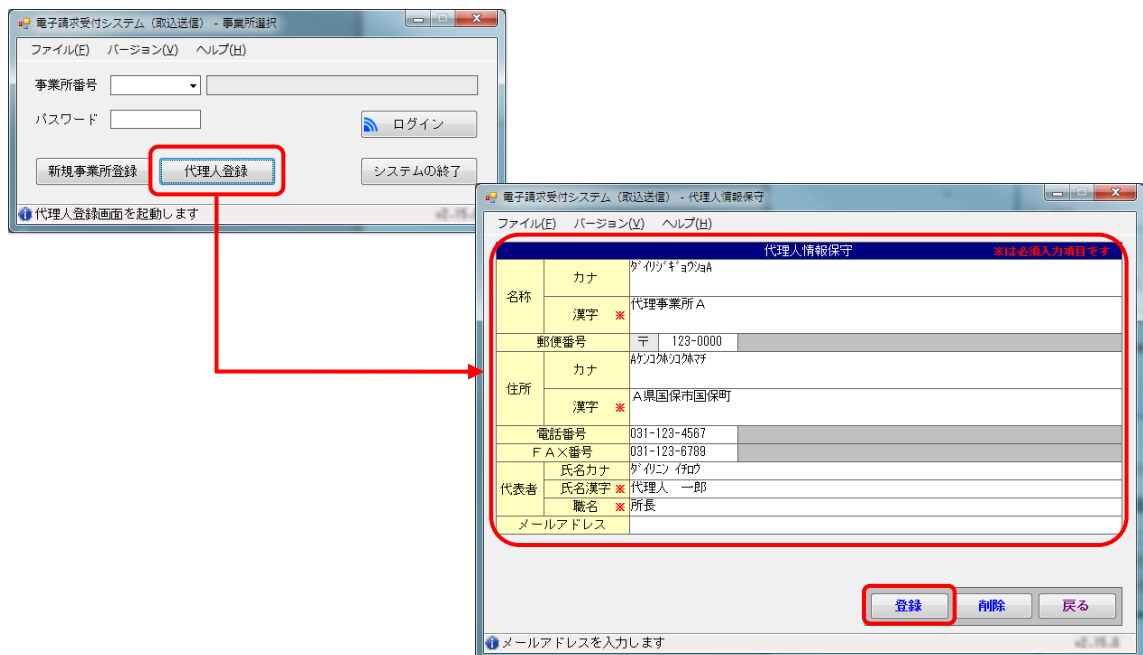 電子請求受付システム（取込送信） - 事業所選択
ファイル(F) バージョン(V) ヘルプ(H)
事業所番号
パスワード
ログイン
新規事業所登録 代理人登録 システムの終了
代理人登録画面を起動します
電子請求受付システム（取込送信） - 代理人情報保守
ファイル(F) バージョン(V) ヘルプ(H)
代理人情報保守 ※は必須入力項目です
名称 カナ ﾀﾞｲﾘｼﾞｷﾞｮｳｼｮA
漢字 ※ 代理事業所Ａ
郵便番号 〒 123-0000
住所 カナ Aｹﾝｺｸﾎｼｺｸﾎﾏﾁ
漢字 ※ Ａ県国保市国保町
電話番号 031-123-4567
ＦＡＸ番号 031-123-6789
代表者 氏名カナ ﾀﾞｲﾘﾆﾝ ｲﾁﾛｳ
氏名漢字 ※ 代理人　一郎
職名 ※ 所長
メールアドレス
登録 削除 戻る
メールアドレスを入力します